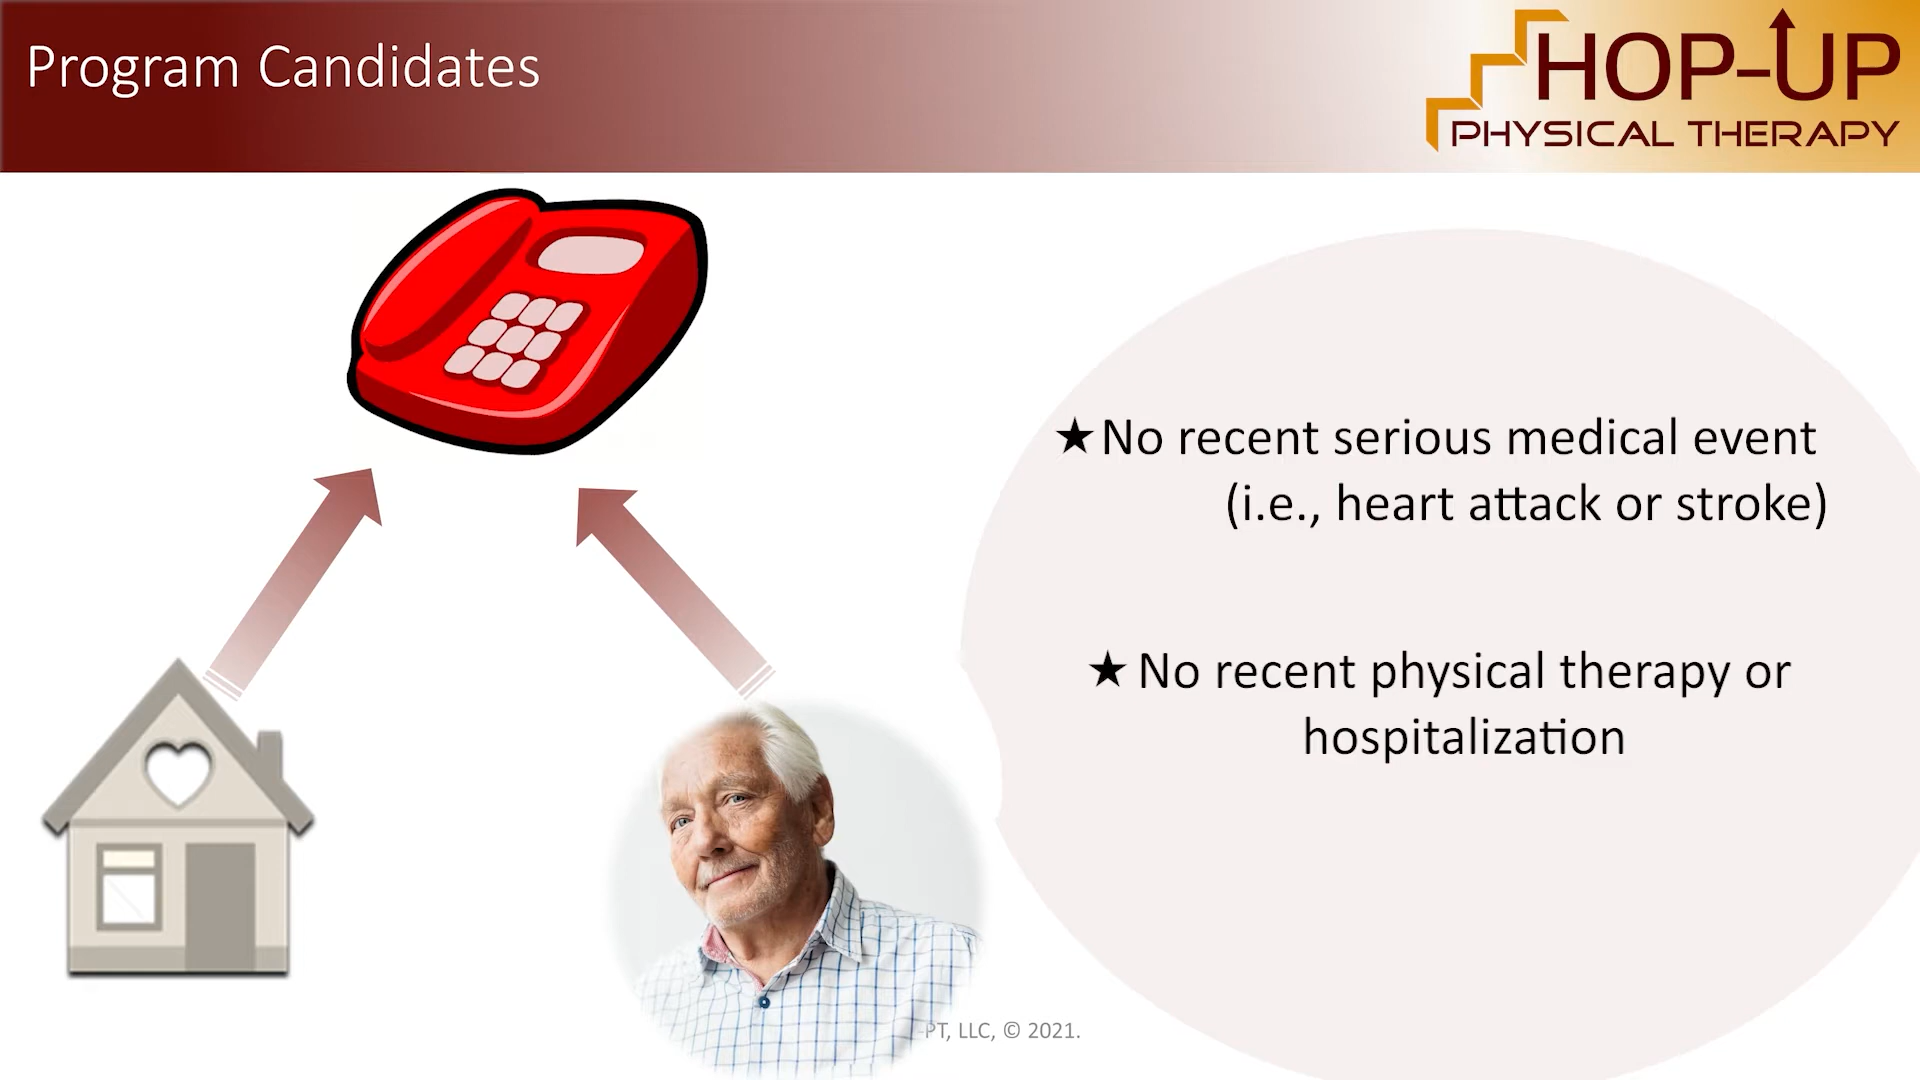 Program Candidates
HOP-UP
PHYSICAL THERAPY
★No recent serious medical event
(i.e., heart attack or stroke)
★ No recent physical therapy or
hospitalization
-PT, LLC, © 2021.